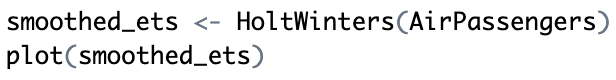 smoothed_ets <- HoltWinters(AirPassengers)
plot(smoothed_ets)